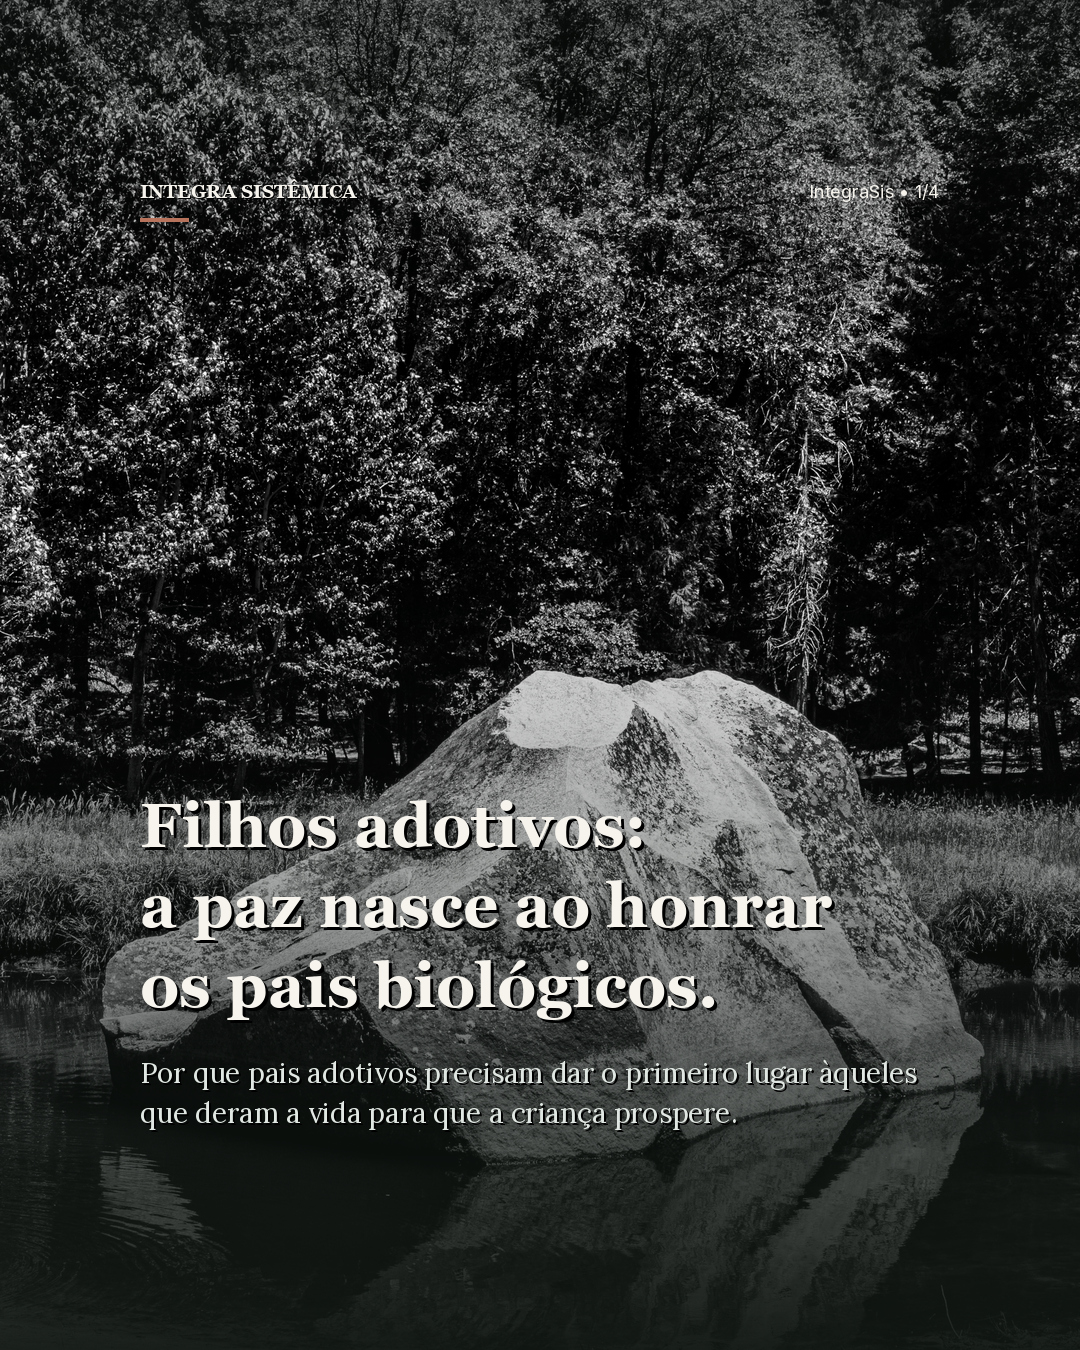 INTEGRA SISTÊMICA
IntegraSis • 1/4
Filhos adotivos:
a paz nasce ao honrar
os pais biológicos.
Por que pais adotivos precisam dar o primeiro lugar àqueles
que deram a vida para que a criança prospere.